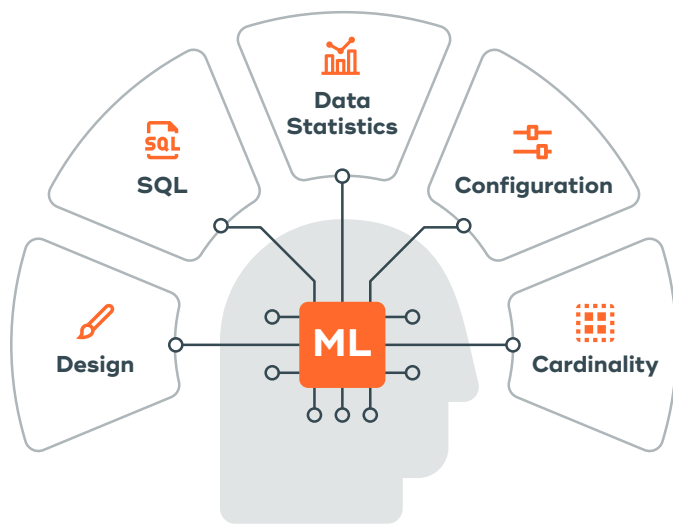 Data
Statistics
SQL
SQL
Configuration
Design
ML
Cardinality